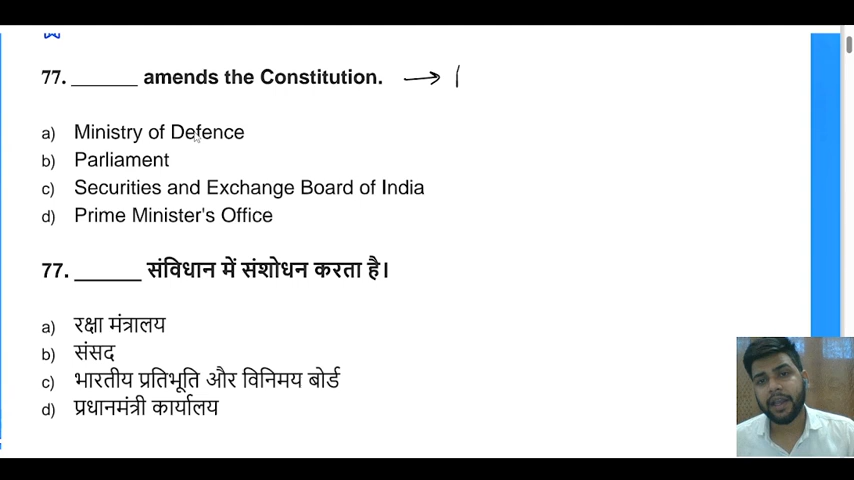 77. ______ amends the Constitution. →
a) Ministry of Defence
b) Parliament
c) Securities and Exchange Board of India
d) Prime Minister's Office
77. ______ संविधान में संशोधन करता है।
a) रक्षा मंत्रालय
b) संसद
c) भारतीय प्रतिभूति और विनिमय बोर्ड
d) प्रधानमंत्री कार्यालय